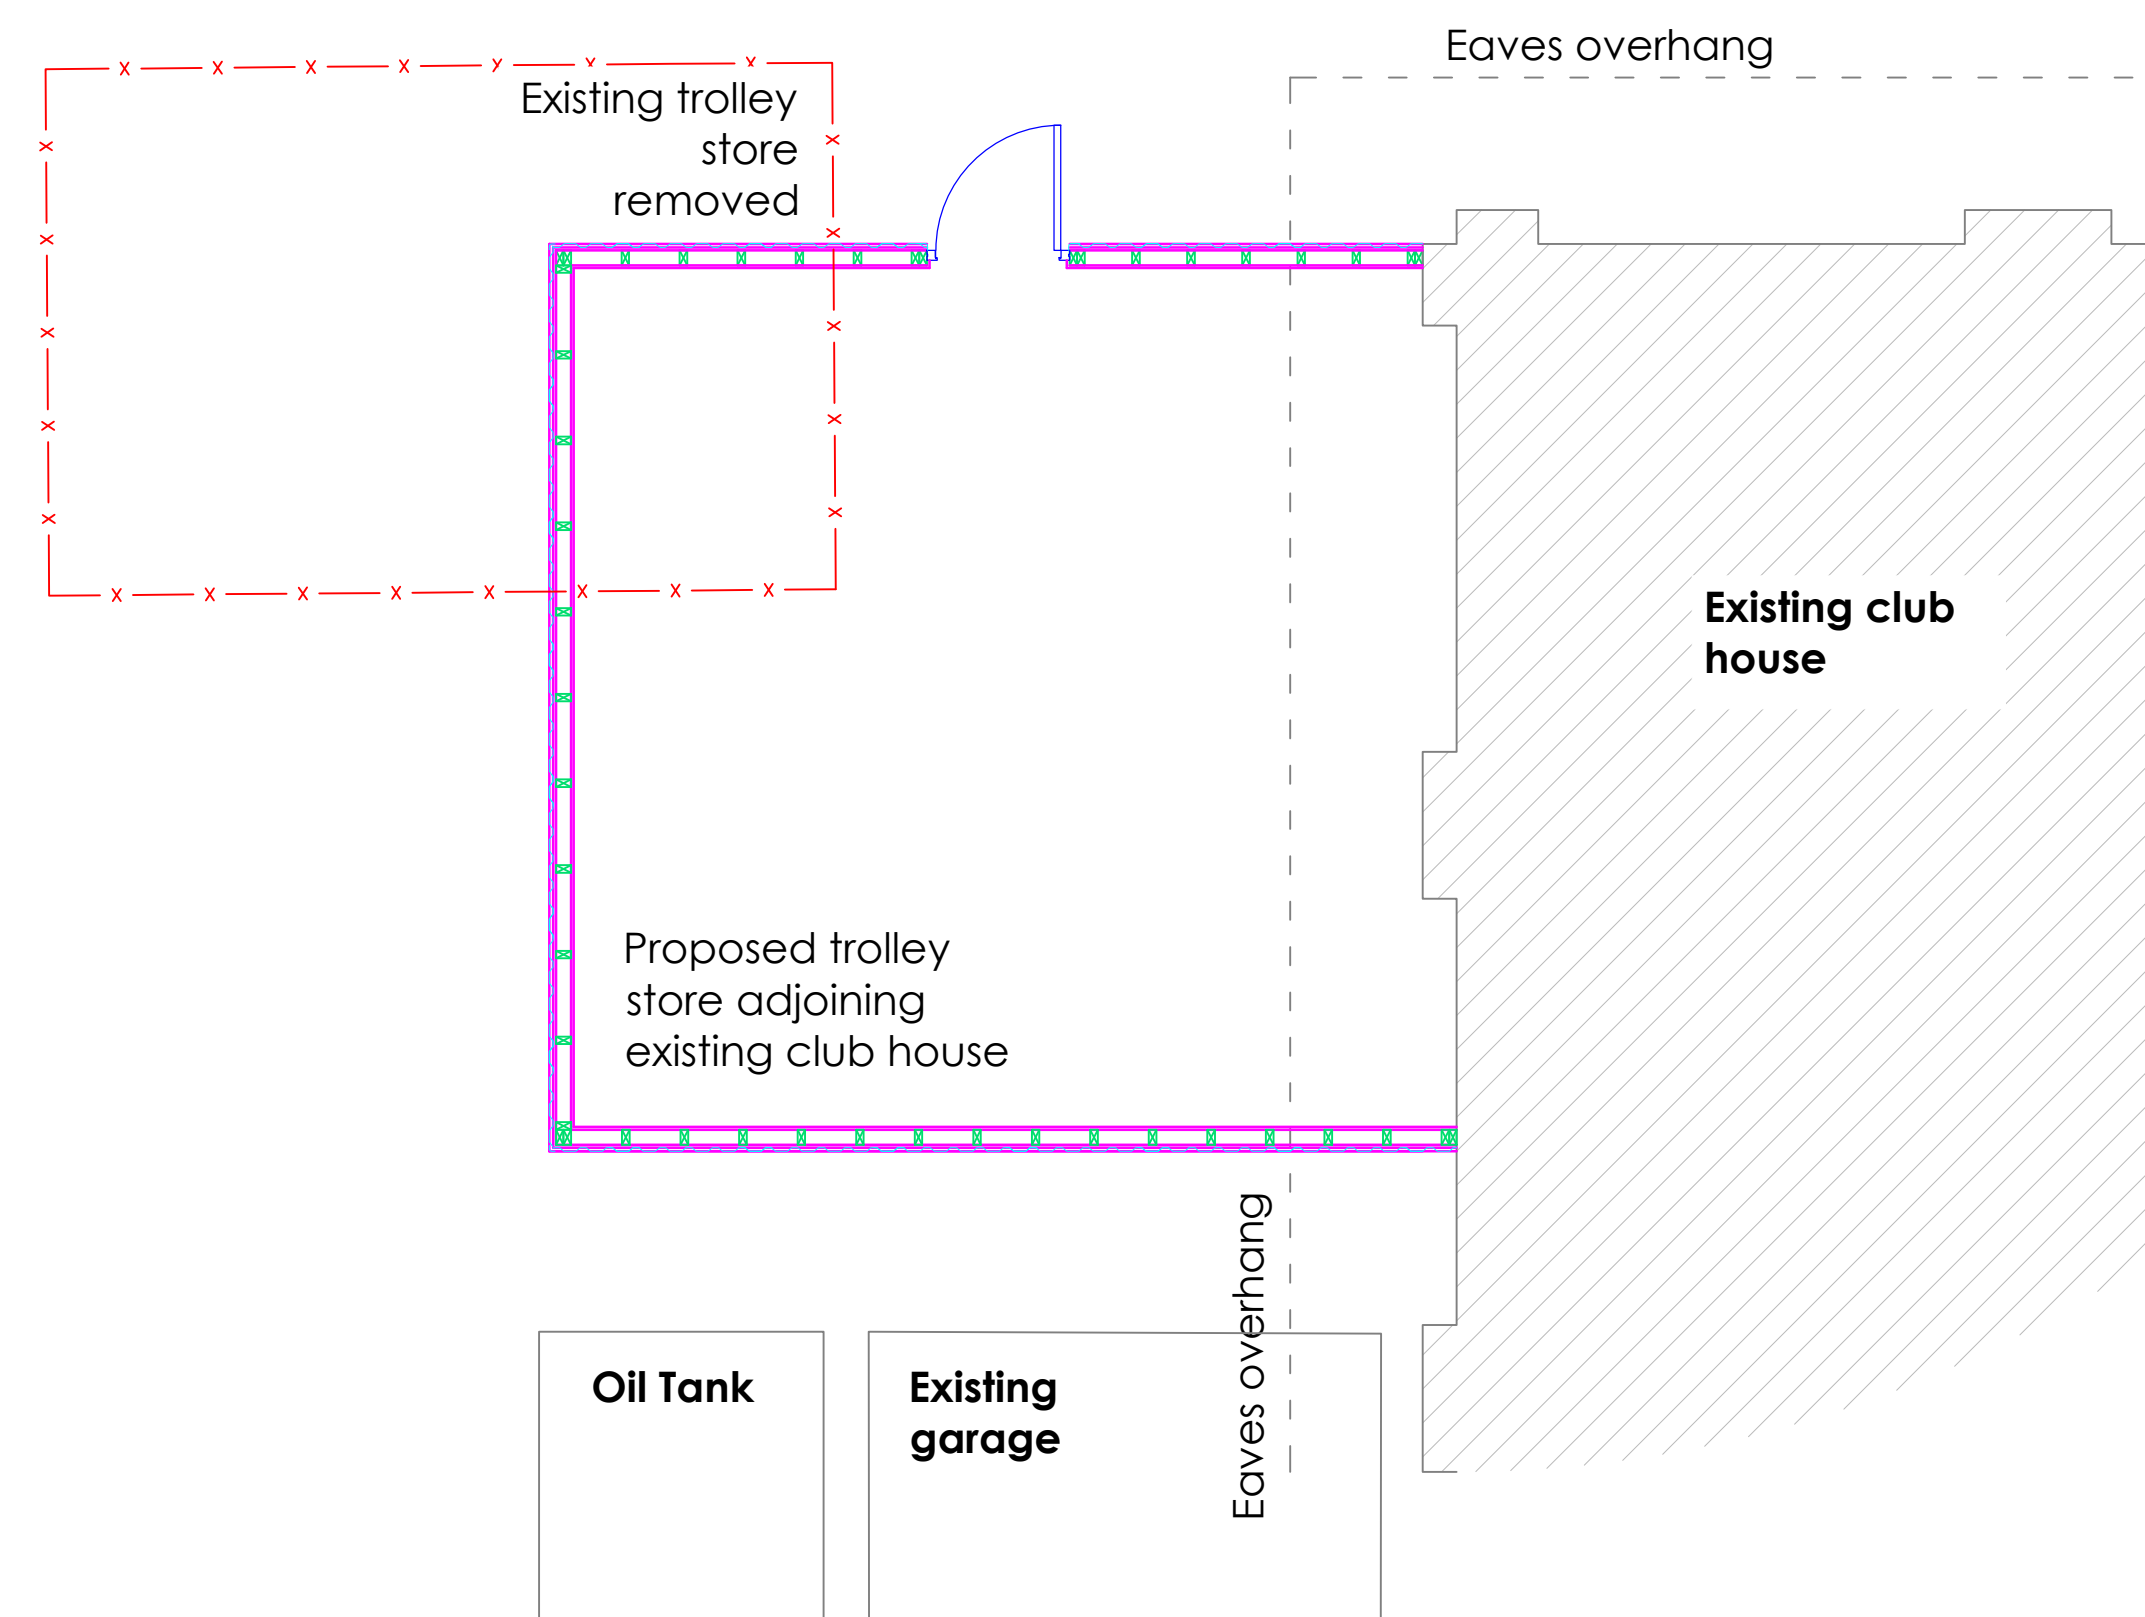 Eaves overhang
Existing trolley
store
removed
Existing club
house
Proposed trolley
store adjoining
existing club house
Eaves overhang
Oil Tank
Existing
garage